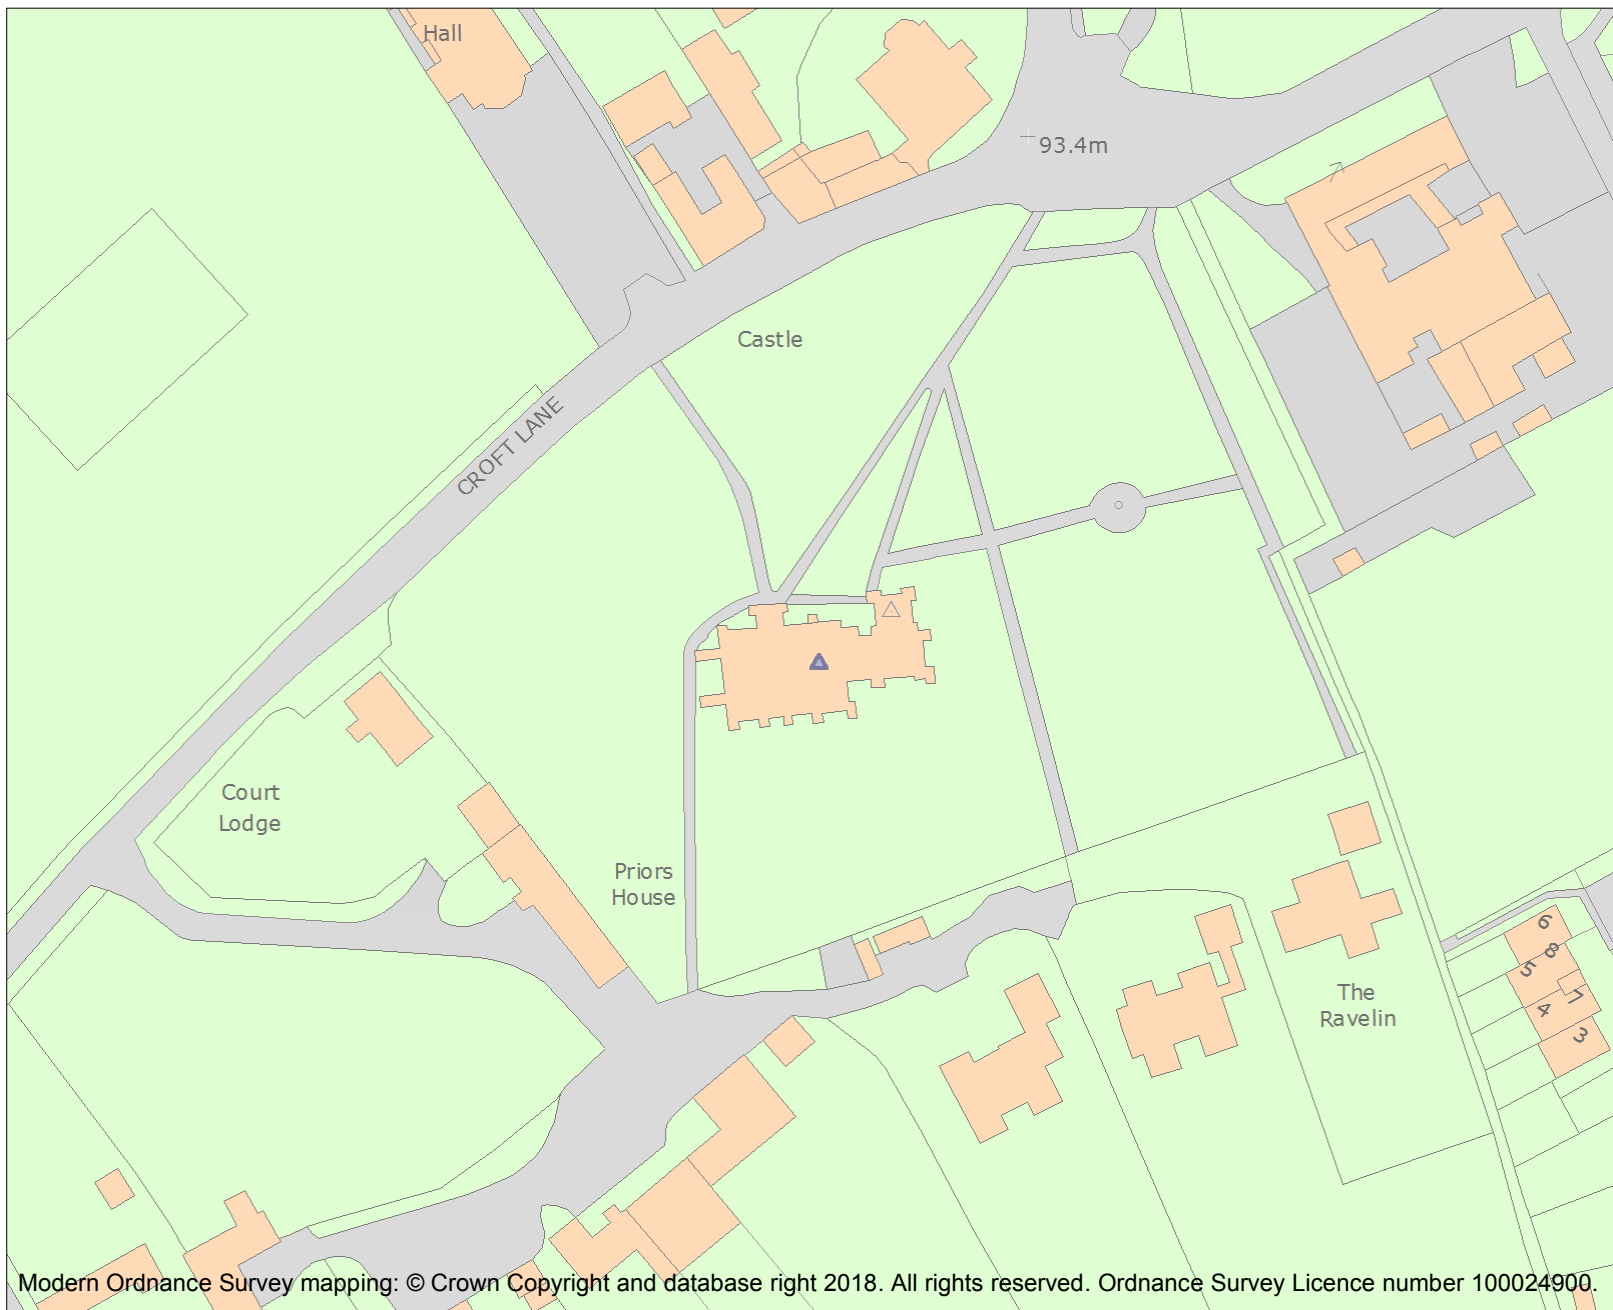 Hall
93.4m
Castle
CROFT LANE
Court
Lodge
Priors
House
The
Ravelin
6
8
5
7
4
3
Modern Ordnance Survey mapping: © Crown Copyright and database right 2018. All rights reserved. Ordnance Survey Licence number 100024900.